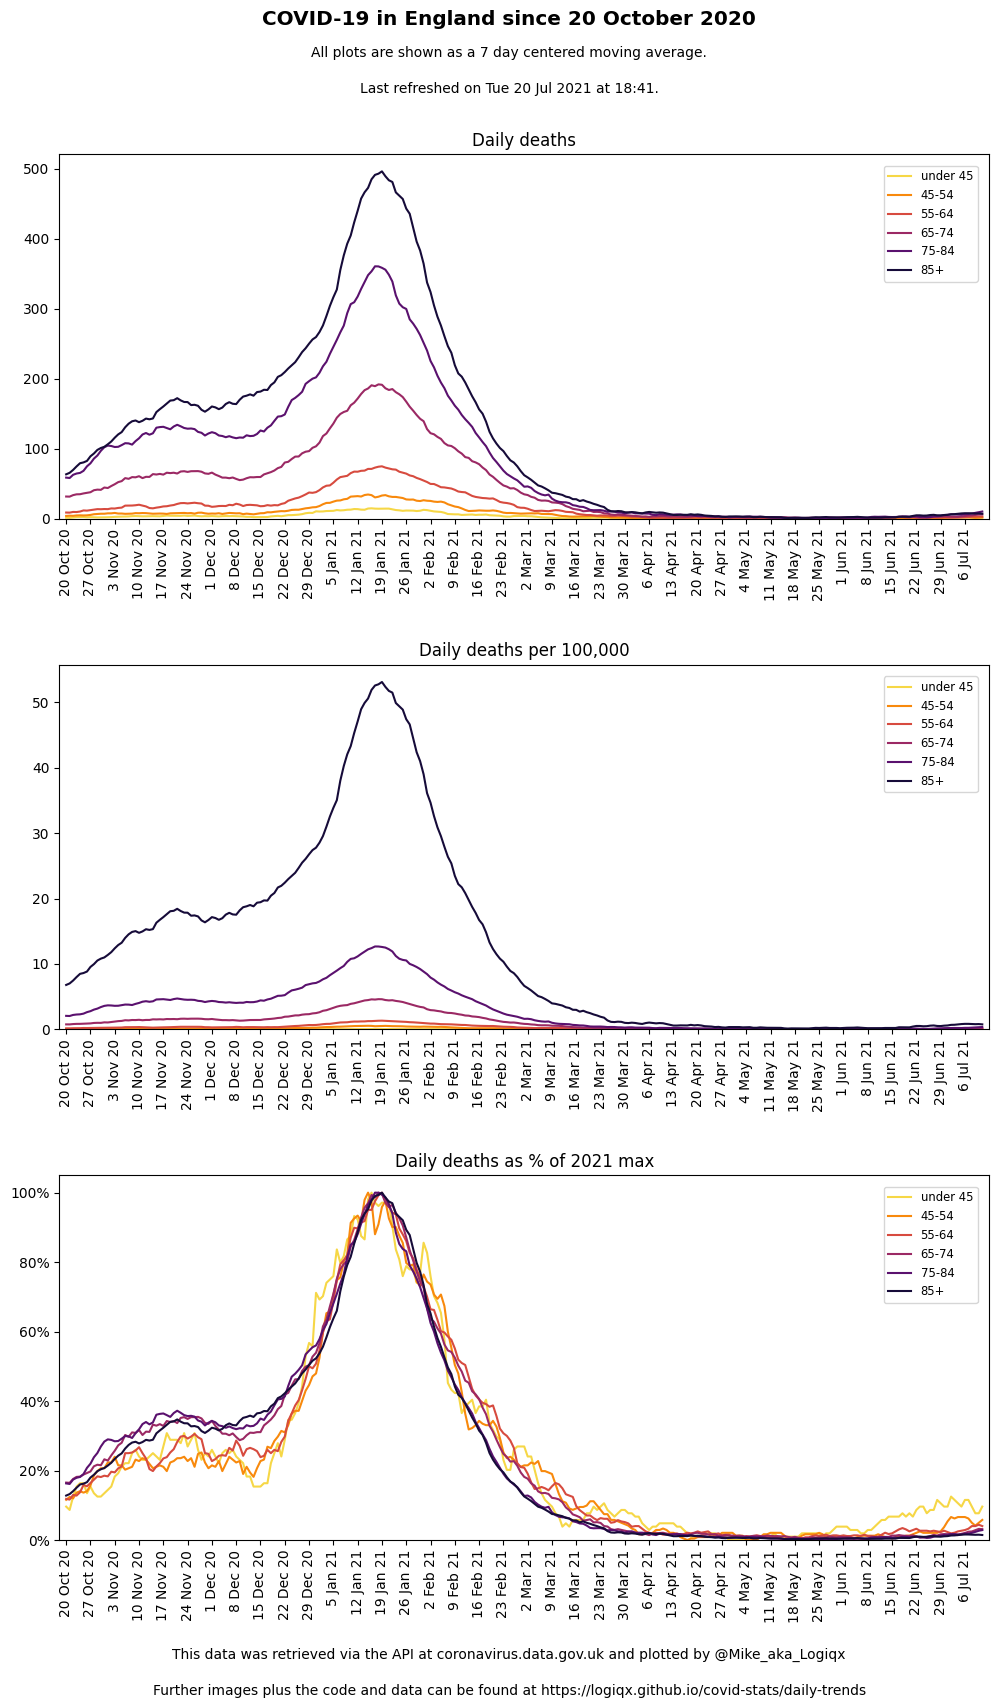 COVID-19 in England since 20 October 2020
All plots are shown as a 7 day centered moving average.
Last refreshed on Tue 20 Jul 2021 at 18:41.
Daily deaths
500
400
300
200
100
0
under 45
45-54
55-64
65-74
75-84
85+
20 Oct 20
27 Oct 20
3 Nov 20
10 Nov 20
17 Nov 20
24 Nov 20
1 Dec 20
8 Dec 20
15 Dec 20
22 Dec 20
29 Dec 20
5 Jan 21
12 Jan 21
19 Jan 21
26 Jan 21
2 Feb 21
9 Feb 21
16 Feb 21
23 Feb 21
2 Mar 21
9 Mar 21
16 Mar 21
23 Mar 21
30 Mar 21
6 Apr 21
13 Apr 21
20 Apr 21
27 Apr 21
4 May 21
11 May 21
18 May 21
25 May 21
1 Jun 21
8 Jun 21
15 Jun 21
22 Jun 21
29 Jun 21
6 Jul 21
Daily deaths per 100,000
50
40
30
20
10
0
under 45
45-54
55-64
65-74
75-84
85+
20 Oct 20
27 Oct 20
3 Nov 20
10 Nov 20
17 Nov 20
24 Nov 20
1 Dec 20
8 Dec 20
15 Dec 20
22 Dec 20
29 Dec 20
5 Jan 21
12 Jan 21
19 Jan 21
26 Jan 21
2 Feb 21
9 Feb 21
16 Feb 21
23 Feb 21
2 Mar 21
9 Mar 21
16 Mar 21
23 Mar 21
30 Mar 21
6 Apr 21
13 Apr 21
20 Apr 21
27 Apr 21
4 May 21
11 May 21
18 May 21
25 May 21
1 Jun 21
8 Jun 21
15 Jun 21
22 Jun 21
29 Jun 21
6 Jul 21
Daily deaths as % of 2021 max
100%
80%
60%
40%
20%
0%
under 45
45-54
55-64
65-74
75-84
85+
20 Oct 20
27 Oct 20
3 Nov 20
10 Nov 20
17 Nov 20
24 Nov 20
1 Dec 20
8 Dec 20
15 Dec 20
22 Dec 20
29 Dec 20
5 Jan 21
12 Jan 21
19 Jan 21
26 Jan 21
2 Feb 21
9 Feb 21
16 Feb 21
23 Feb 21
2 Mar 21
9 Mar 21
16 Mar 21
23 Mar 21
30 Mar 21
6 Apr 21
13 Apr 21
20 Apr 21
27 Apr 21
4 May 21
11 May 21
18 May 21
25 May 21
1 Jun 21
8 Jun 21
15 Jun 21
22 Jun 21
29 Jun 21
6 Jul 21
This data was retrieved via the API at coronavirus.data.gov.uk and plotted by @Mike_aka_Logiqx
Further images plus the code and data can be found at https://logiqx.github.io/covid-stats/daily-trends